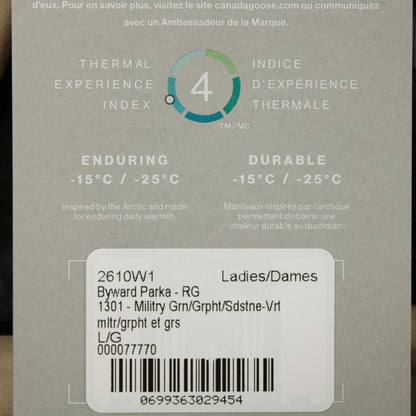 d'eux. Pour en savoir plus, visitez le site canadagoose.com ou communiquez
avec un Ambassadeur de la Marque.
THERMAL
EXPERIENCE
INDEX
4
TM/MC
INDICE
D'EXPÉRIENCE
THERMALE
ENDURING
-15°C / -25°C
Inspired by the Arctic and made
for enduring daily warmth.
DURABLE
-15°C / -25°C
Manteaux inspirés par l'arctique
permettant d'obtenir une
chaleur durable au quotidien.
2610W1 Ladies/Dames
Byward Parka - RG
1301 - Militry Grn/Grpht/Sdstne-Vrt
mltr/grpht et grs
L/G
000077770
0699363029454